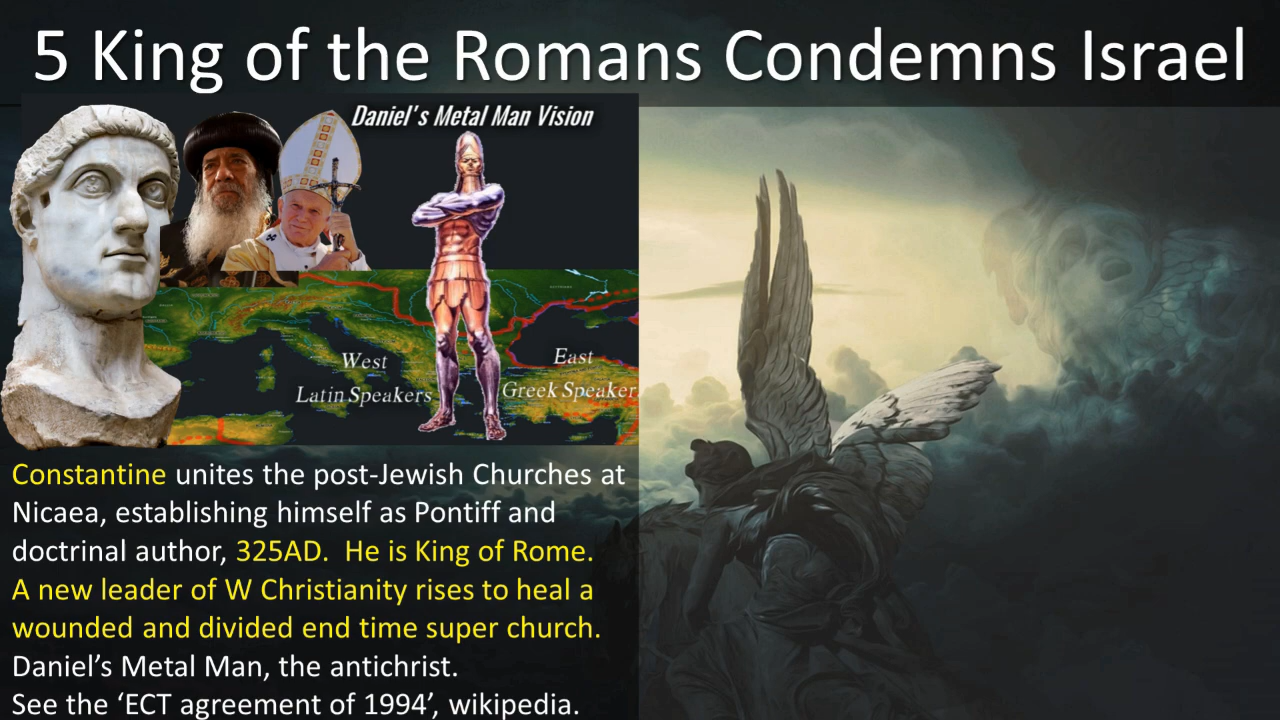 5 King of the Romans Condemns Israel
Daniel's Metal Man Vision
West
Latin Speakers
East
Greek Speaker
Constantine unites the post-Jewish Churches at
Nicaea, establishing himself as Pontiff and
doctrinal author, 325AD.  He is King of Rome.
A new leader of W Christianity rises to heal a
wounded and divided end time super church.
Daniel’s Metal Man, the antichrist.
See the ‘ECT agreement of 1994’, wikipedia.